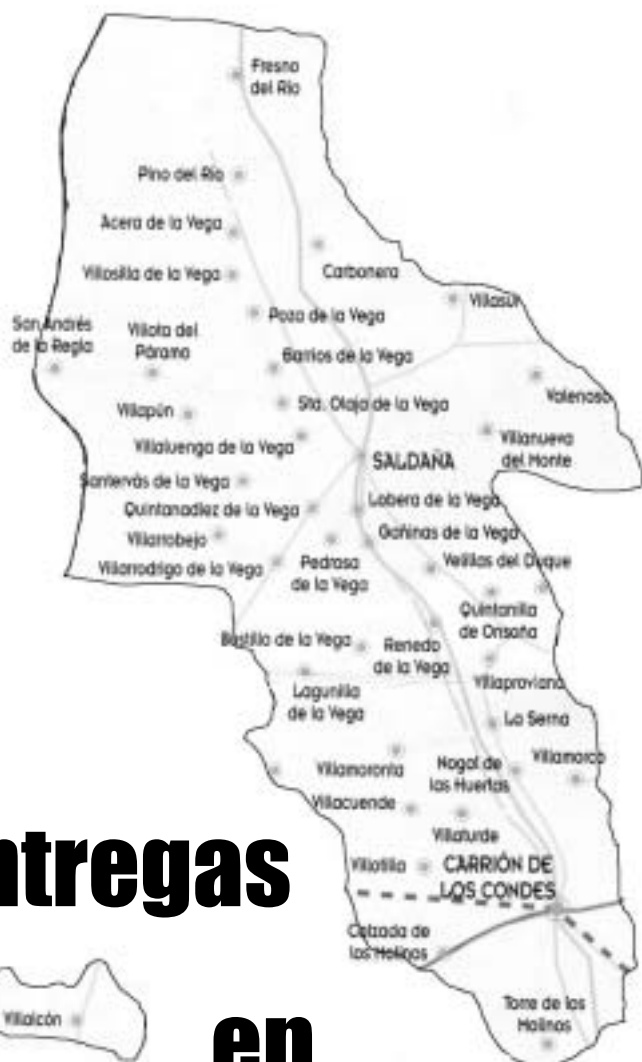 Fresno
del Río
Pino del Río
Acera de la Vega
Carbonera
Villosilla de la Vega
Villasur
Poza de la Vega
San Andrés
de la Regla
Villota del
Páramo
Barrios de la Vega
Valenoso
Villapún
Sta. Olaja de la Vega
Villaluenga de la Vega
Villanueva
del Monte
SALDAÑA
Santervás de la Vega
Quintanadiez de la Vega
Lobera de la Vega
Villarrobejo
Gañinas de la Vega
Villarrodrigo de la Vega
Pedrosa
de la Vega
Velillas del Duque
Quintanilla
de Onsoña
Bustillo de la Vega
Renedo
de la Vega
Villaproviano
Lagunilla
de la Vega
La Serna
Villamoronta
Nogal de
las Huertas
Villamorco
Villacuende
Villaturde
Villotilla
CARRIÓN DE
LOS CONDES
ntregas
Calzada de
los Molinos
Villalcón
Torre de los
Molinos
en